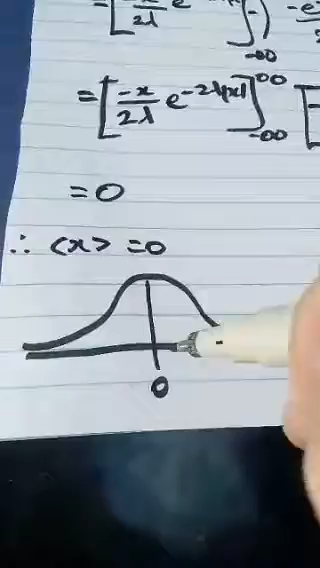 = [ -x/2λ e^-2λ|x| ]_-∞^∞ [
= 0
∴ <x> = 0
0